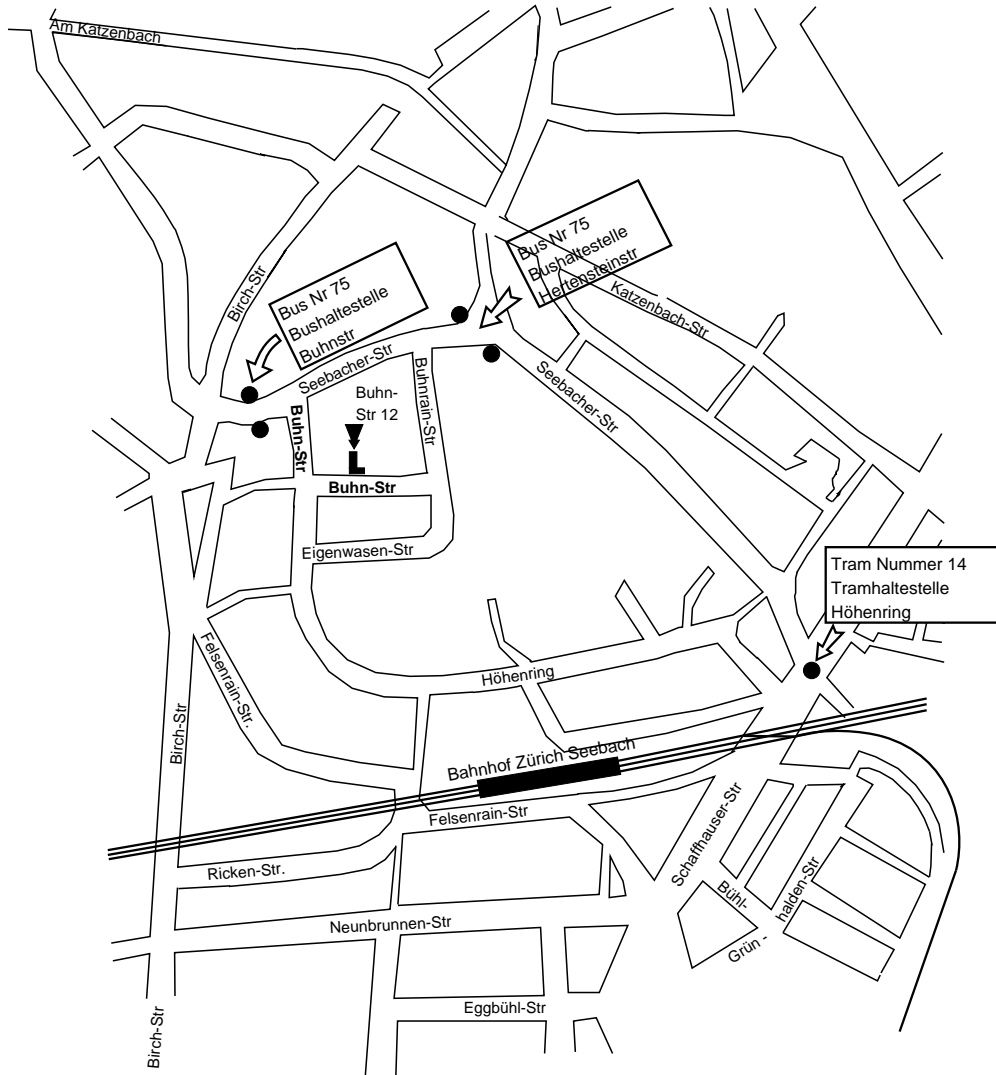 Am Katzenbach
Bus Nr 75
Bushaltestelle
Hertensteinstr
Birch-Str
Bus Nr 75
Bushaltestelle
Buhnstr
Katzenbach-Str
Seebacher-Str
Seebacher-Str
Buhnrain-Str
Buhn-
Str 12
Buhn-Str
Buhn-Str
Eigenwasen-Str
Tram Nummer 14
Tramhaltestelle
Höhenring
Felsenrain-Str.
Höhenring
Birch-Str
Bahnhof Zürich Seebach
Felsenrain-Str
Schaffhauser-Str
Ricken-Str.
Bühl-
Grün -
halden-Str
Neunbrunnen-Str
Eggbühl-Str
Birch-Str